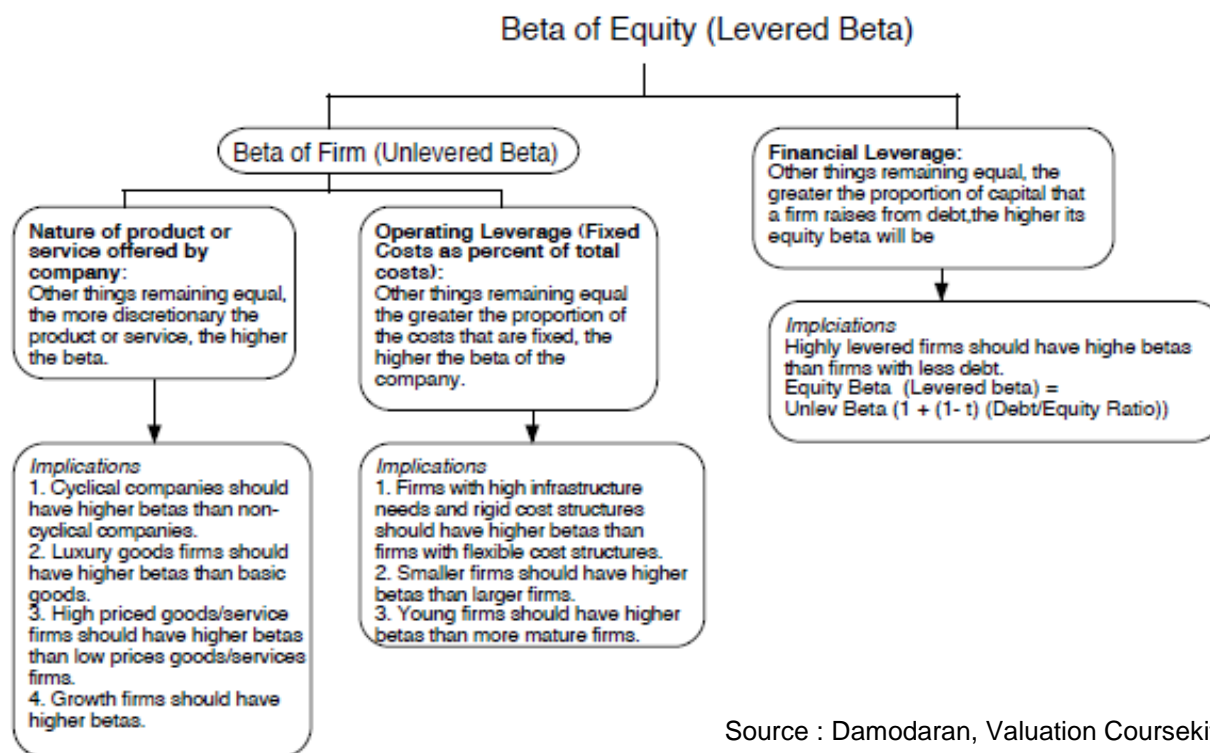 Beta of Equity (Levered Beta)
Beta of Firm (Unlevered Beta)
Nature of product or
service offered by
company:
Other things remaining equal,
the more discretionary the
product or service, the higher
the beta.
Operating Leverage (Fixed
Costs as percent of total
costs):
Other things remaining equal
the greater the proportion of
the costs that are fixed, the
higher the beta of the
company.
Financial Leverage:
Other things remaining equal, the
greater the proportion of capital that
a firm raises from debt,the higher its
equity beta will be
Implications
1. Cyclical companies should
have higher betas than non-
cyclical companies.
2. Luxury goods firms should
have higher betas than basic
goods.
3. High priced goods/service
firms should have higher betas
than low prices goods/services
firms.
4. Growth firms should have
higher betas.
Implications
1. Firms with high infrastructure
needs and rigid cost structures
should have higher betas than
firms with flexible cost structures.
2. Smaller firms should have higher
betas than larger firms.
3. Young firms should have higher
betas than more mature firms.
Implciations
Highly levered firms should have highe betas
than firms with less debt.
Equity Beta (Levered beta) =
Unlev Beta (1 + (1- t) (Debt/Equity Ratio))
Source : Damodaran, Valuation Courseki